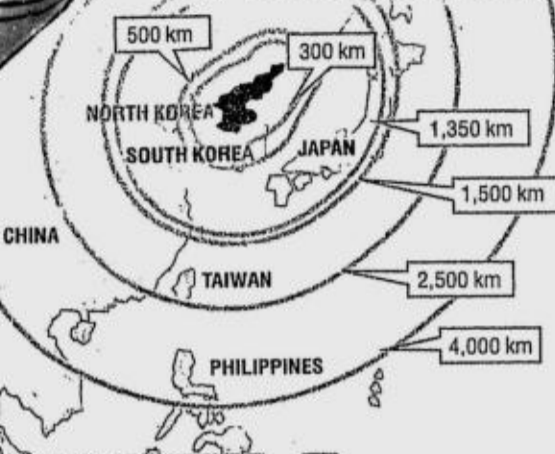 500 km
300 km
NORTH KOREA
SOUTH KOREA
JAPAN
1,350 km
1,500 km
CHINA
TAIWAN
2,500 km
4,000 km
PHILIPPINES